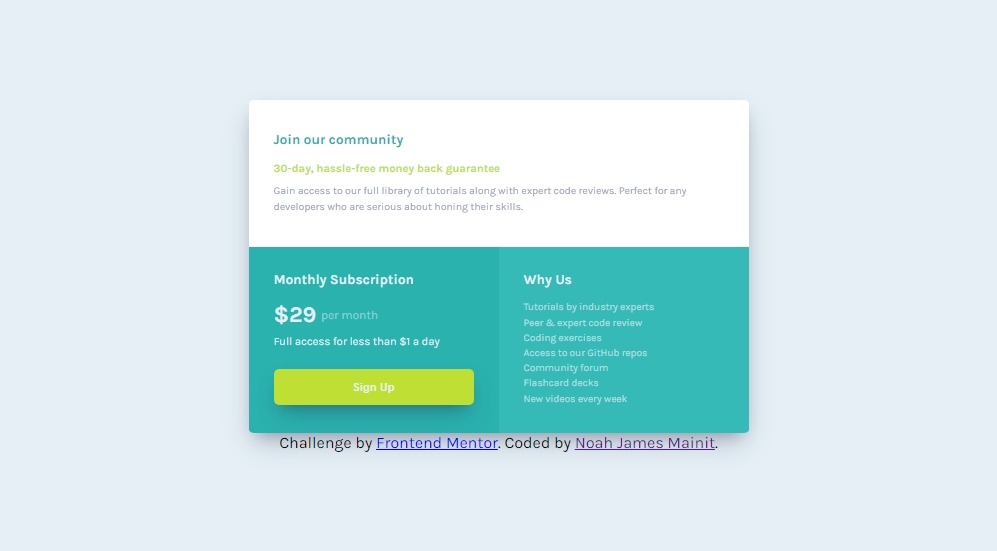 Join our community
30-day, hassle-free money back guarantee
Gain access to our full library of tutorials along with expert code reviews. Perfect for any
developers who are serious about honing their skills.
Monthly Subscription
$29 per month
Full access for less than $1 a day
Sign Up
Why Us
Tutorials by industry experts
Peer & expert code review
Coding exercises
Access to our GitHub repos
Community forum
Flashcard decks
New videos every week
Challenge by Frontend Mentor. Coded by Noah James Mainit.